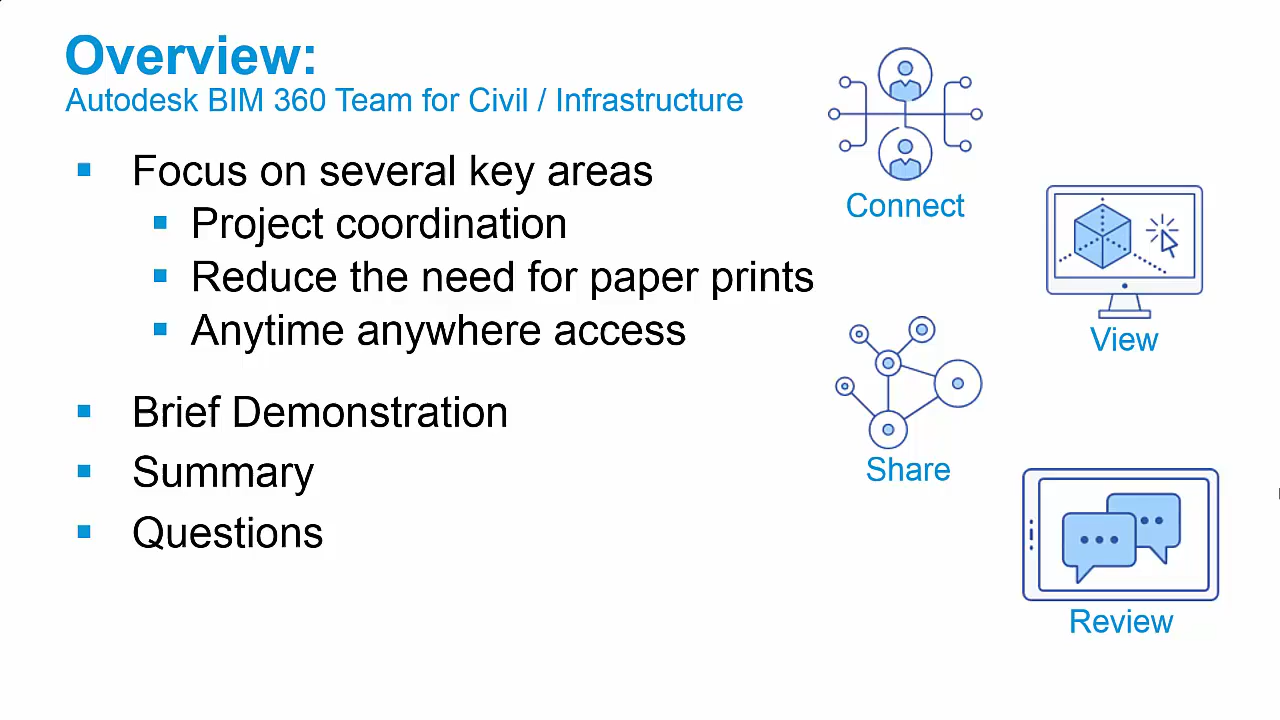 Overview:
Autodesk BIM 360 Team for Civil / Infrastructure
Focus on several key areas
Project coordination
Reduce the need for paper prints
Anytime anywhere access
Brief Demonstration
Summary
Questions
Connect
View
Share
Review